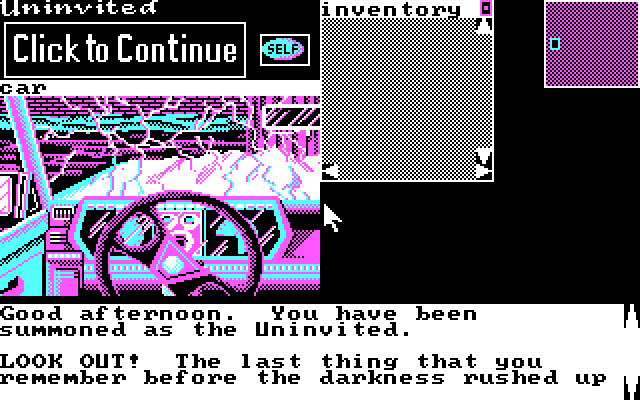 Uninvited
Click to Continue
SELF
inventory
car
Good afternoon. You have been
summoned as the Uninvited.
LOOK OUT! The last thing that you
remember before the darkness rushed up